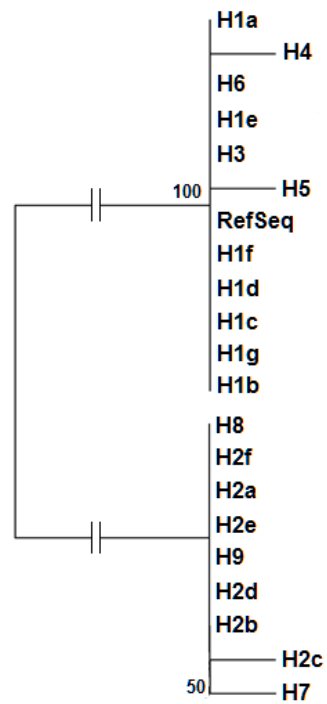 H1a
H4
H6
H1e
H3
100
H5
RefSeq
H1f
H1d
H1c
H1g
H1b
H8
H2f
H2a
H2e
H9
H2d
H2b
H2c
50
H7